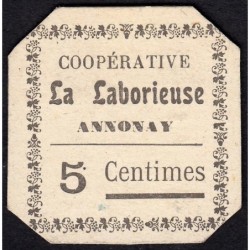 COOPÉRATIVE
La Laborieuse
ANNONAY
5 Centimes